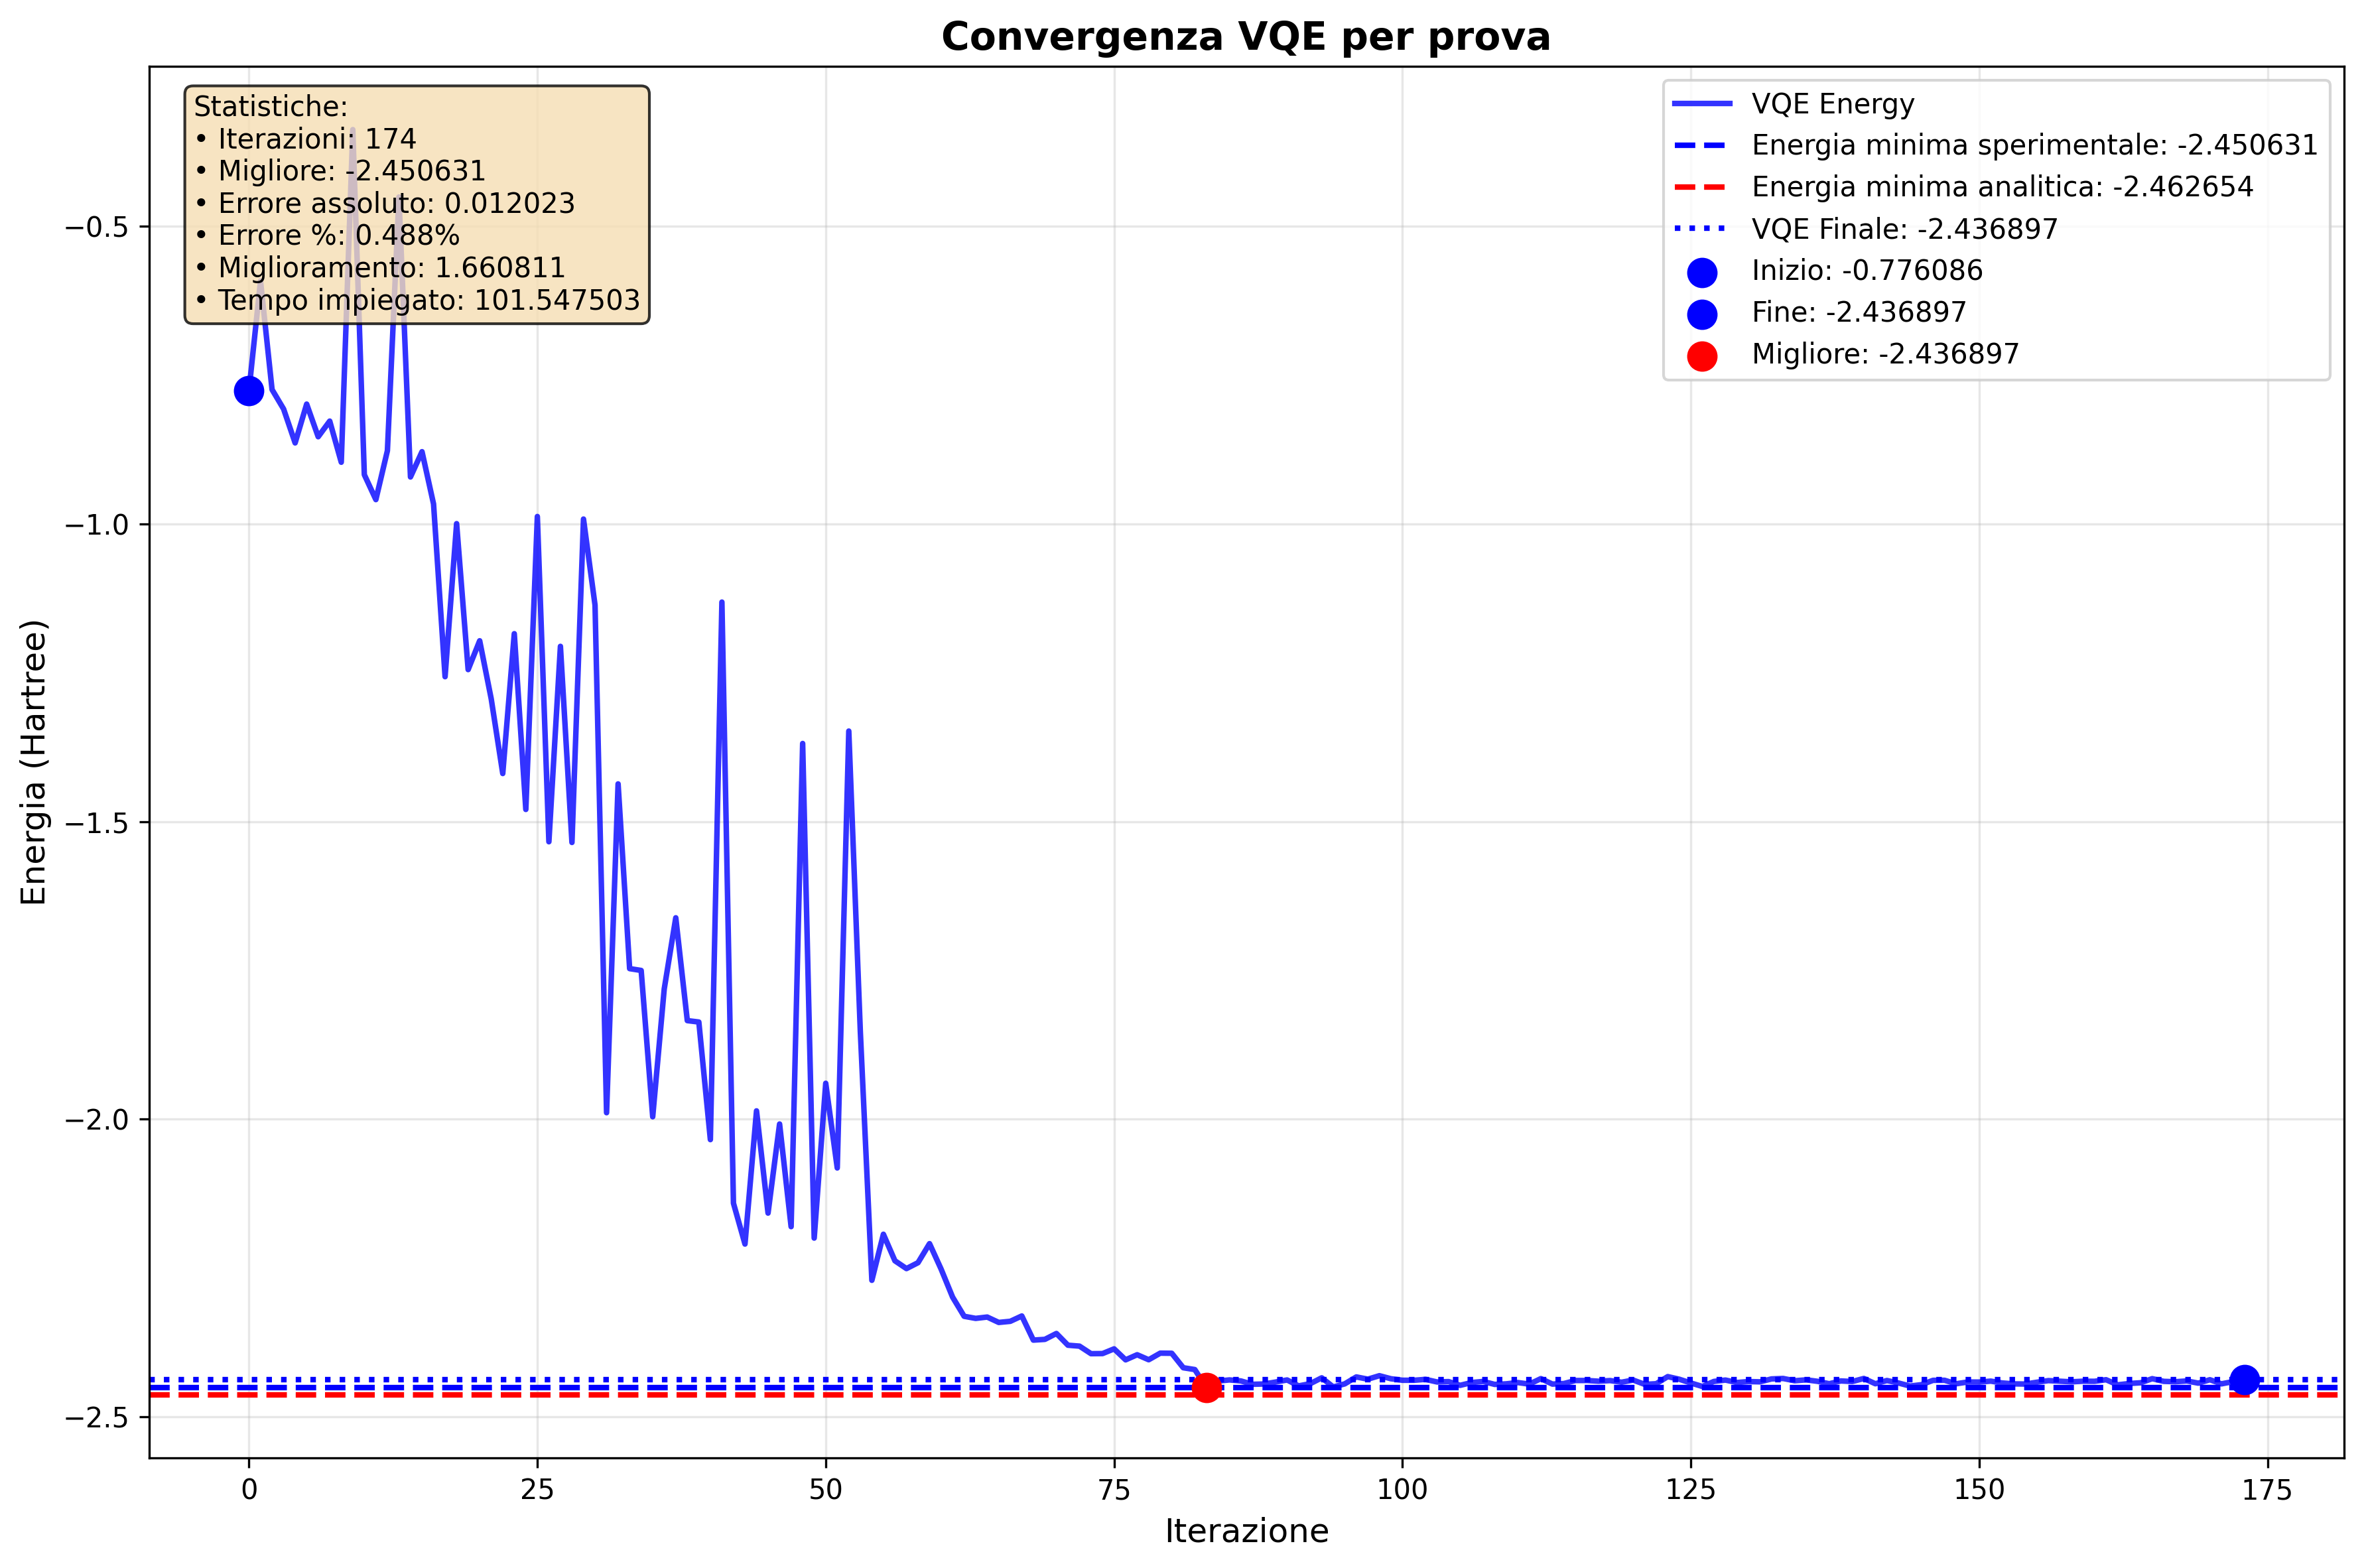 Convergenza VQE per prova
Statistiche:
• Iterazioni: 174
• Migliore: -2.450631
• Errore assoluto: 0.012023
• Errore %: 0.488%
• Miglioramento: 1.660811
• Tempo impiegato: 101.547503
VQE Energy
Energia minima sperimentale: -2.450631
Energia minima analitica: -2.462654
VQE Finale: -2.436897
Inizio: -0.776086
Fine: -2.436897
Migliore: -2.436897
Energia (Hartree)
−0.5
−1.0
−1.5
−2.0
−2.5
0 25 50 75 100 125 150 175
Iterazione